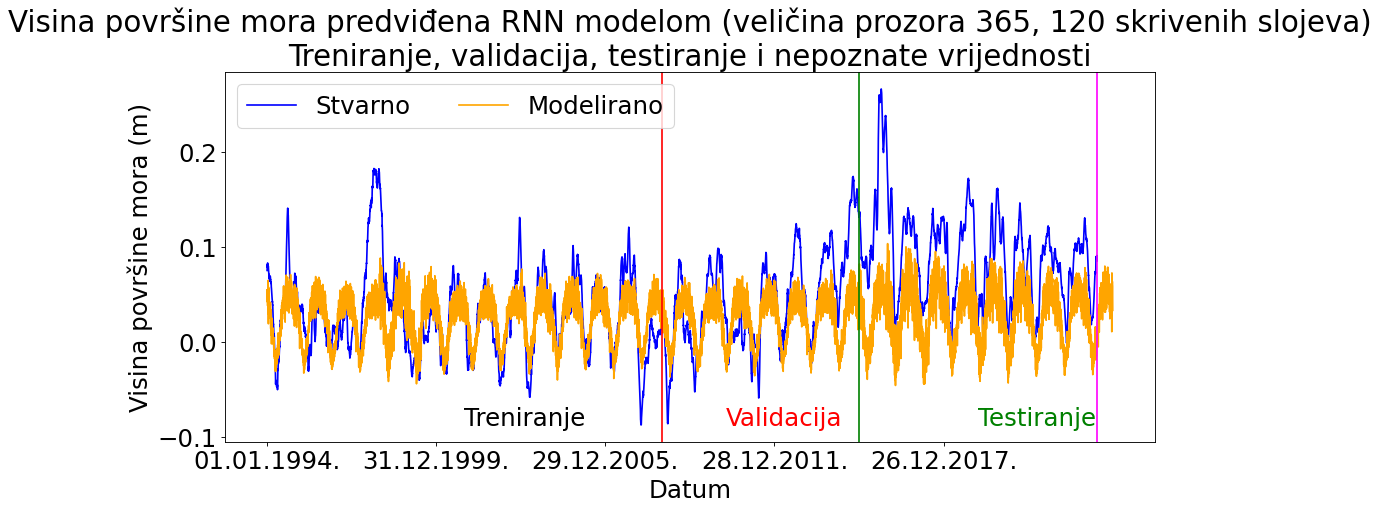 Visina površine mora predviđena RNN modelom (veličina prozora 365, 120 skrivenih slojeva)
Treniranje, validacija, testiranje i nepoznate vrijednosti
Stvarno
Modelirano
Visina površine mora (m)
0.2
0.1
0.0
−0.1
Treniranje
Validacija
Testiranje
01.01.1994.
31.12.1999.
29.12.2005.
28.12.2011.
26.12.2017.
Datum